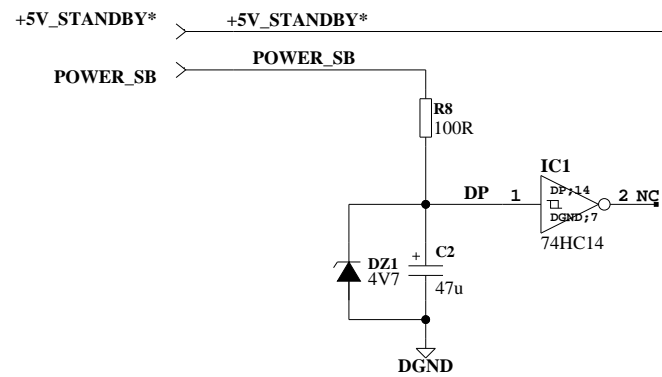 +5V_STANDBY* +5V_STANDBY*
POWER_SB POWER_SB
R8
100R
IC1
DP 1 DP;14 2 NC
DGND;7
74HC14
+ C2
DZ1
4V7 47u
DGND